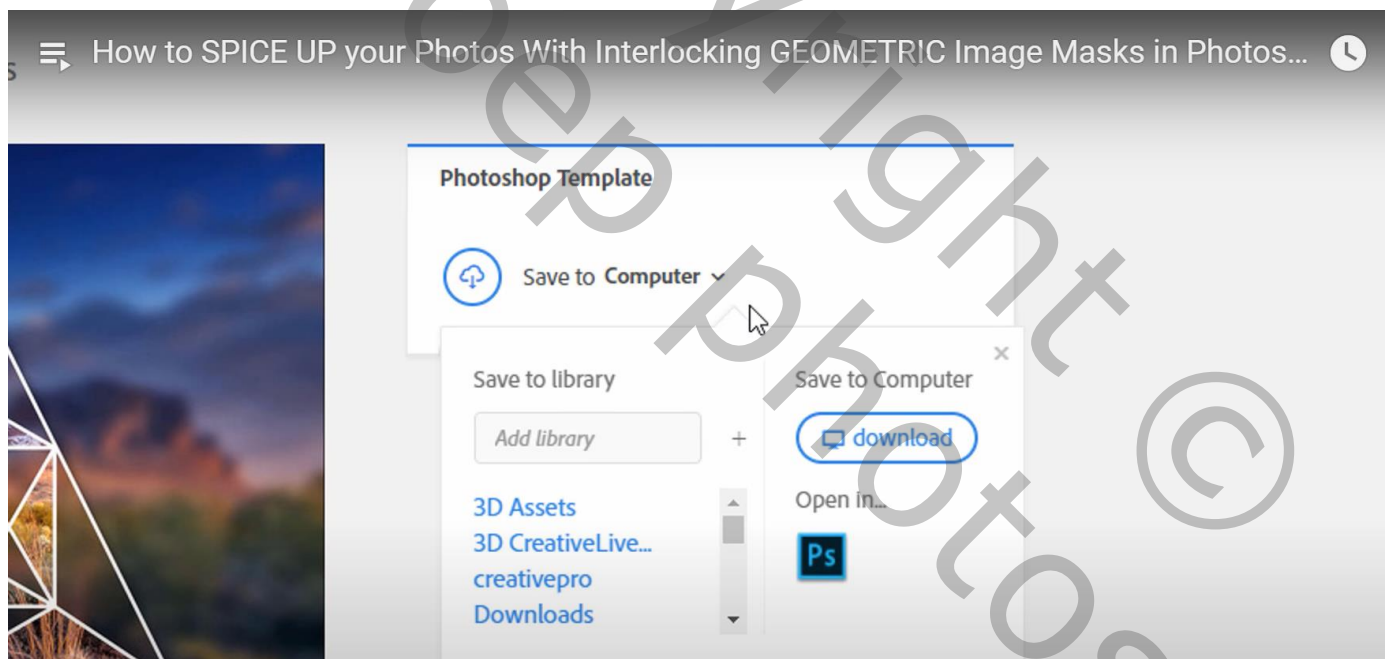 How to SPICE UP your Photos With Interlocking GEOMETRIC Image Masks in Photos...
s
Photoshop Template
Save to Computer
Save to library
Add library
+
3D Assets
3D CreativeLive...
creativepro
Downloads
×
Save to Computer
download
Open in...
Ps
©